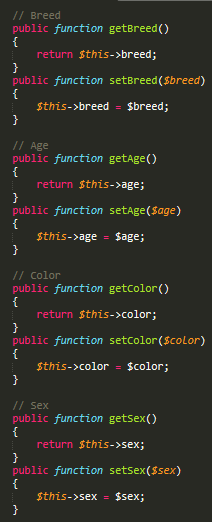 // Breed
public function getBreed()
{
    return $this->breed;
}
public function setBreed($breed)
{
    $this->breed = $breed;
}
// Age
public function getAge()
{
    return $this->age;
}
public function setAge($age)
{
    $this->age = $age;
}
// Color
public function getColor()
{
    return $this->color;
}
public function setColor($color)
{
    $this->color = $color;
}
// Sex
public function getSex()
{
    return $this->sex;
}
public function setSex($sex)
{
    $this->sex = $sex;
}